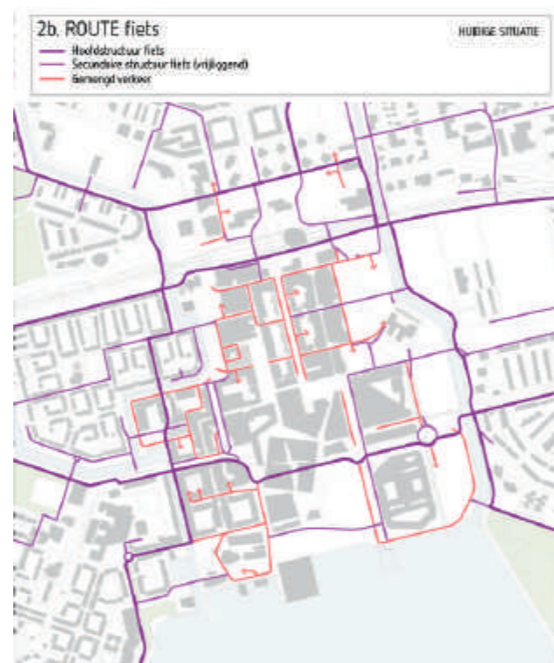 2b. ROUTE fiets
HUIDIGE SITUATIE
Hoofdstructuur fiets
Secundaire structuur fiets (vrijliggend)
Gemengd verkeer